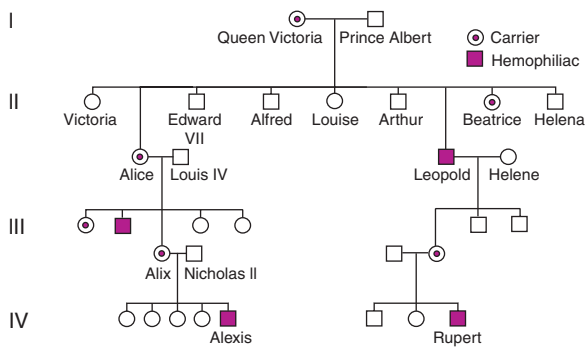 I
Queen Victoria Prince Albert
Carrier
Hemophiliac
II
Victoria Edward VII Alfred Louise Arthur Beatrice Helena
Alice Louis IV Leopold Helene
III
Alix Nicholas II
IV
Alexis Rupert